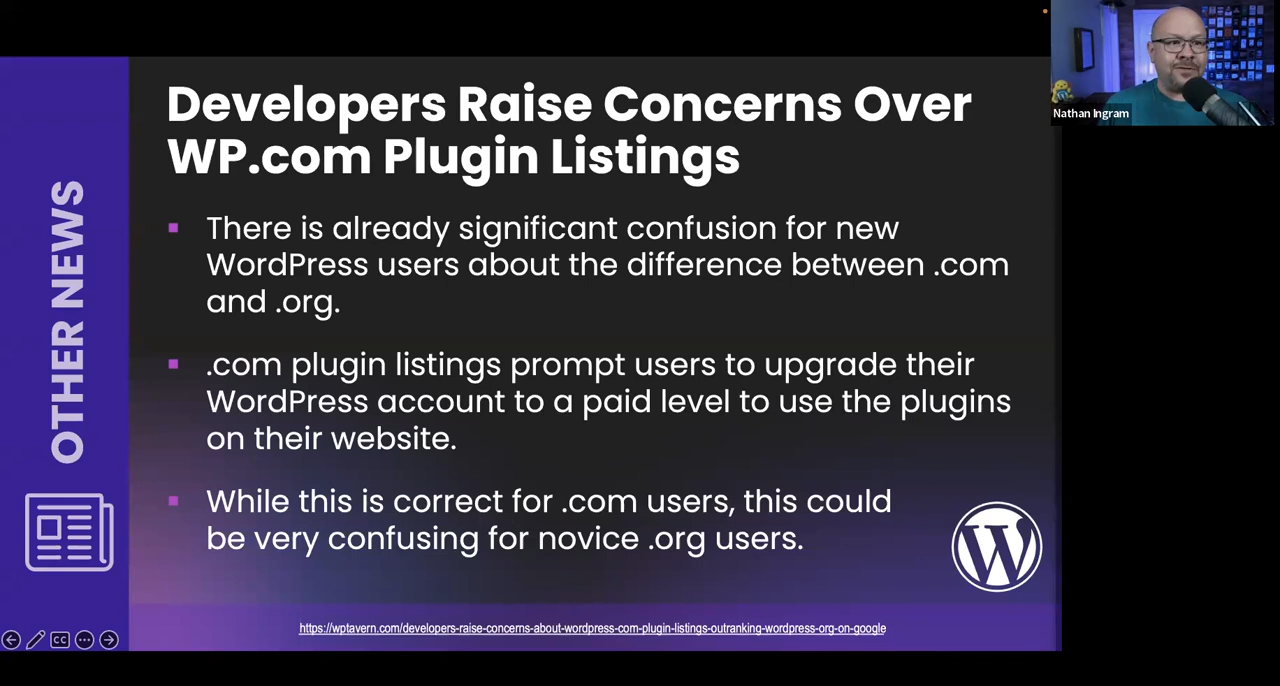 Developers Raise Concerns Over
WP.com Plugin Listings
OTHER NEWS
There is already significant confusion for new
WordPress users about the difference between .com
and .org.
.com plugin listings prompt users to upgrade their
WordPress account to a paid level to use the plugins
on their website.
While this is correct for .com users, this could
be very confusing for novice .org users.
W
https://wptavern.com/developers-raise-concerns-about-wordpress-com-plugin-listings-outranking-wordpress-org-on-google
CC
Nathan Ingram